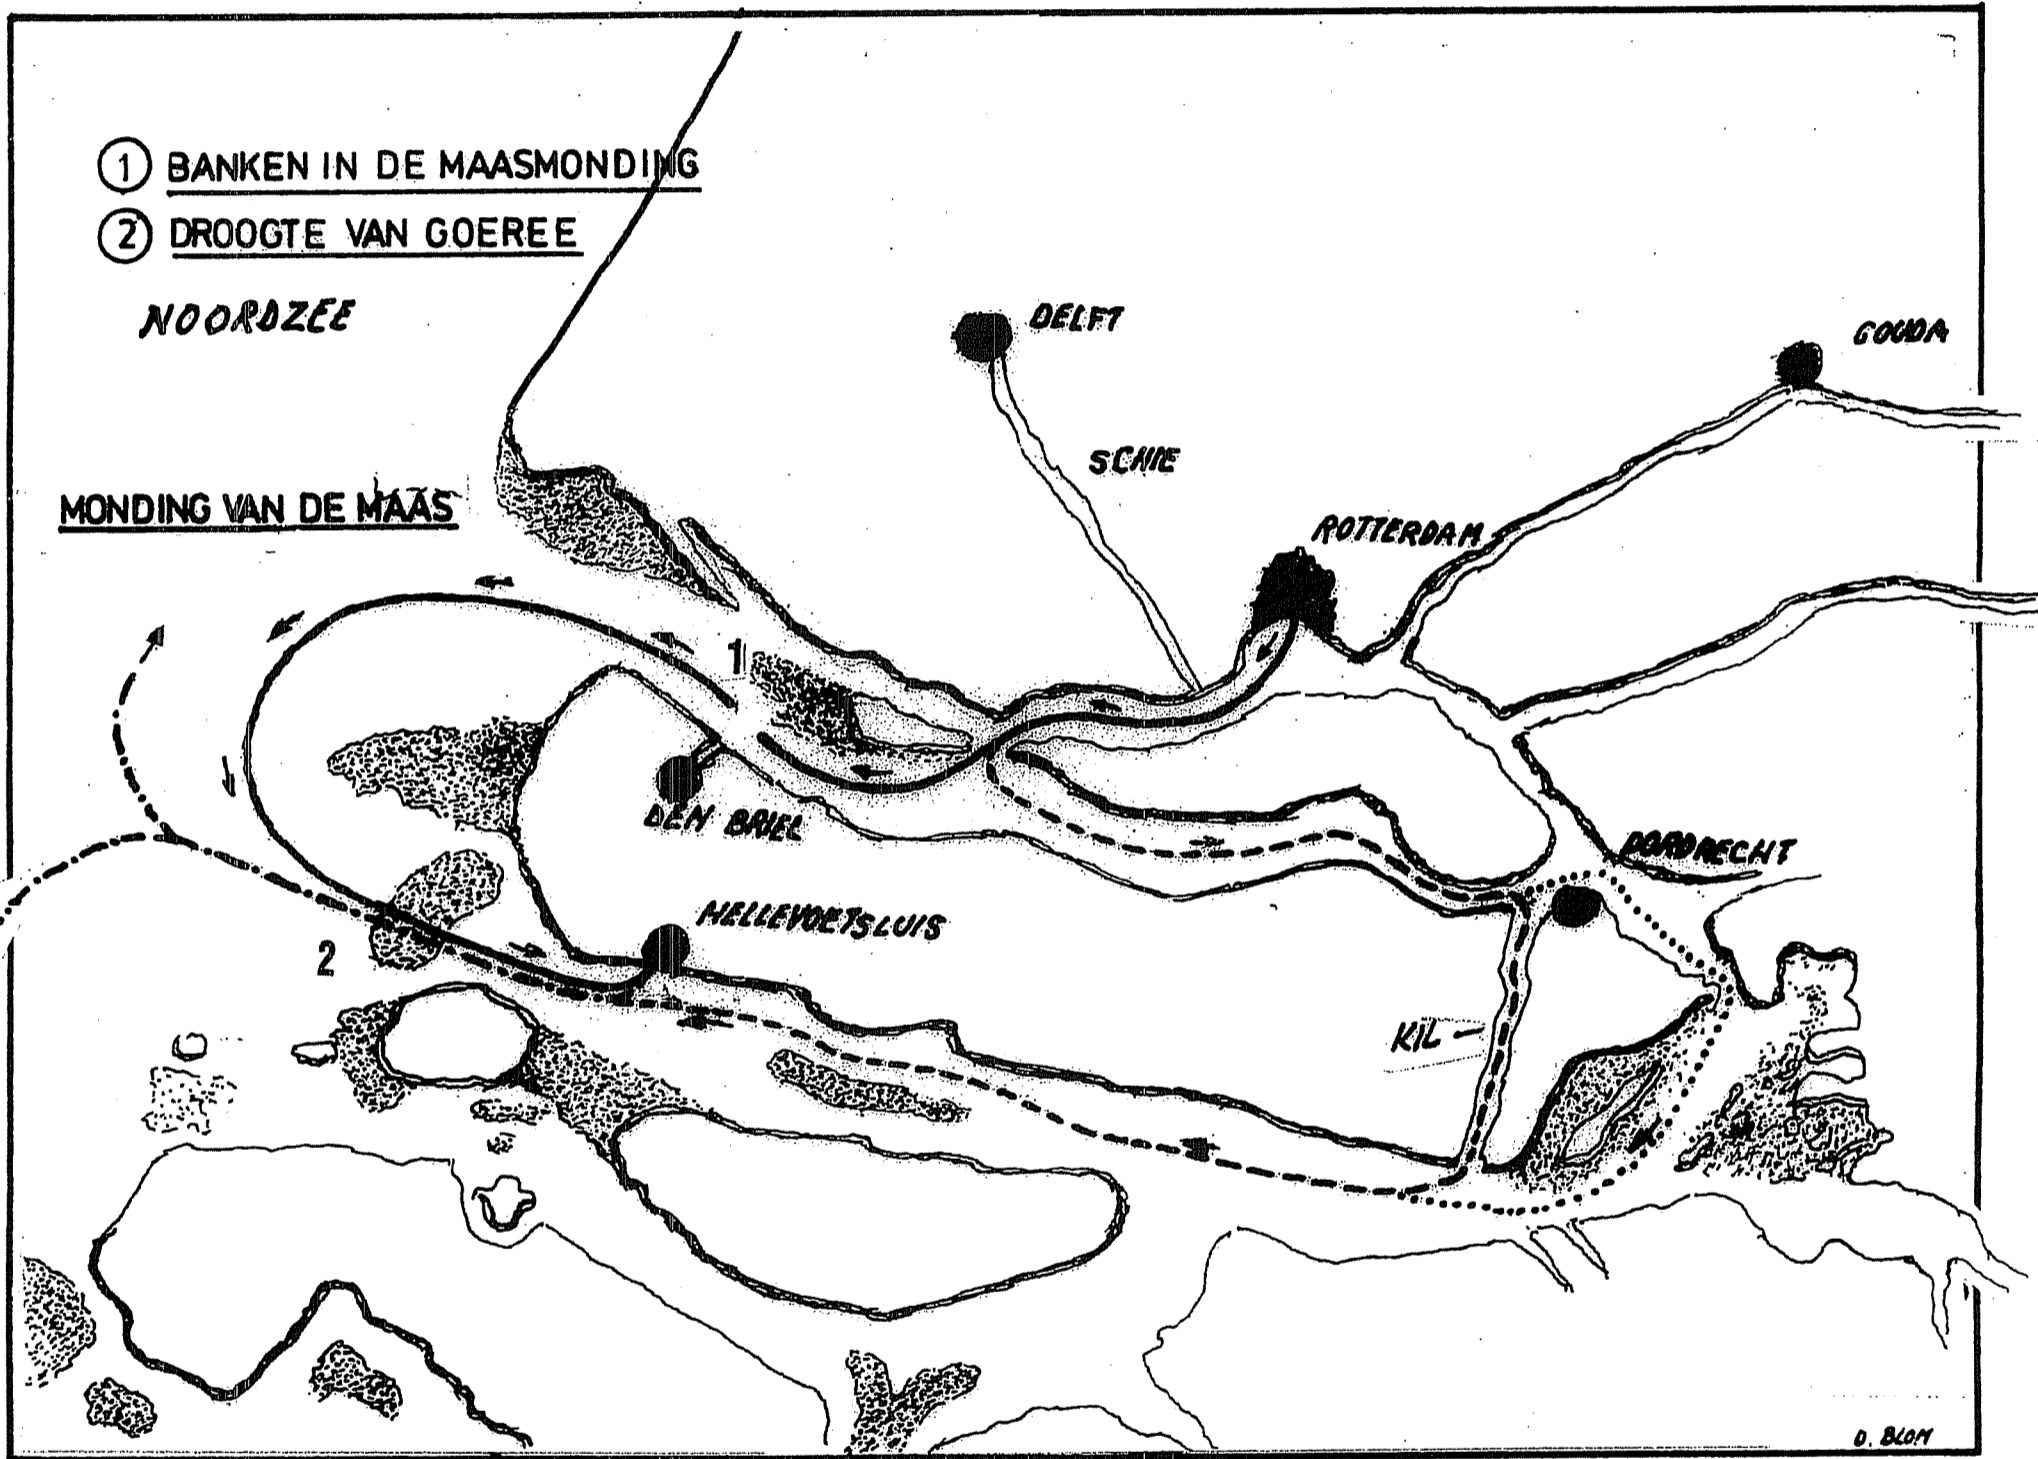 1 BANKEN IN DE MAASMONDING
2 DROOGTE VAN GOEREE
NOORDZEE
DELFT
GOUDA
SCHIE
MONDING VAN DE MAAS
ROTTERDAM
1
DEN BRIEL
DORDRECHT
HELLEVOETSLUIS
2
KIL
D. BLOM